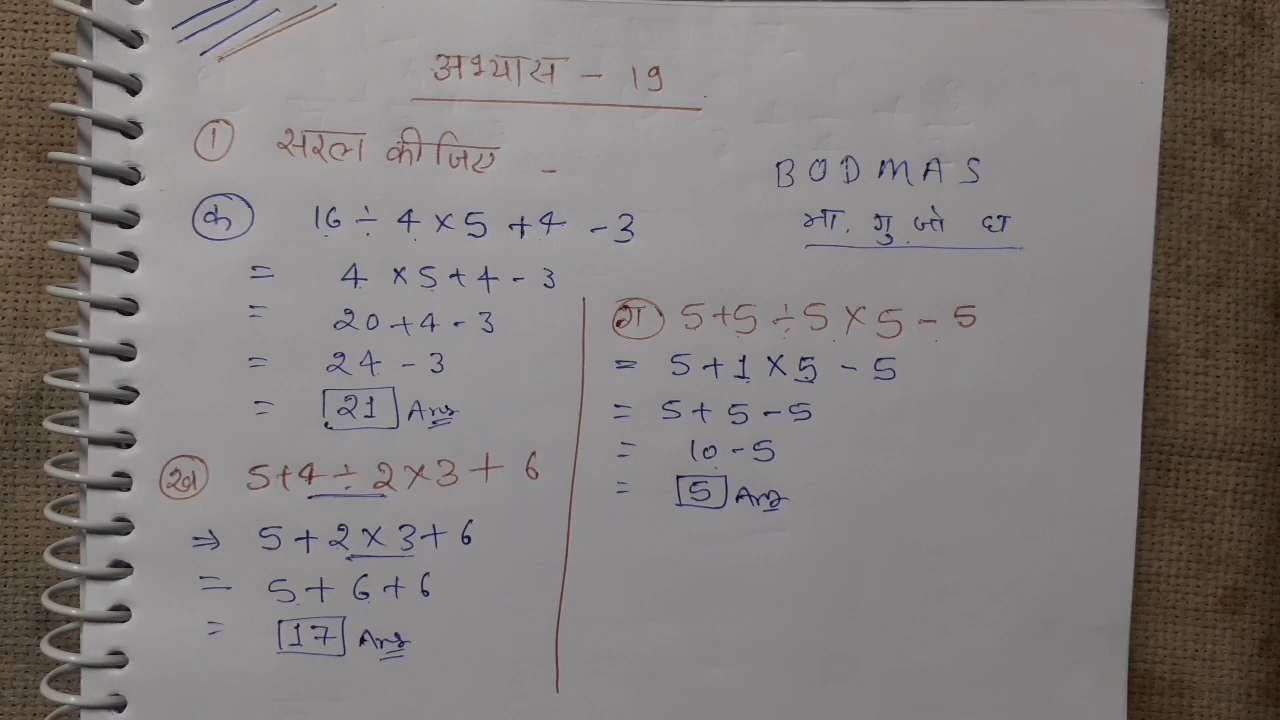 अभ्यास - 19
① सरल कीजिए -
BODMAS
भा. गु जो घ
(क) 16 ÷ 4 × 5 + 4 - 3
= 4 × 5 + 4 - 3
= 20 + 4 - 3
= 24 - 3
= 21 Ans
(ख) 5 + 4 ÷ 2 × 3 + 6
⇒ 5 + 2 × 3 + 6
= 5 + 6 + 6
= 17 Ans
(ग) 5 + 5 ÷ 5 × 5 - 5
= 5 + 1 × 5 - 5
= 5 + 5 - 5
= 10 - 5
= 5 Ans